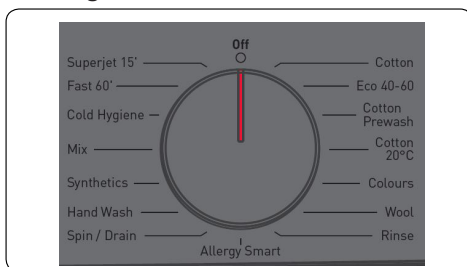 Off
Superjet 15'
Cotton
Fast 60'
Eco 40-60
Cold Hygiene
Cotton
Prewash
Mix
Cotton
20°C
Synthetics
Colours
Hand Wash
Wool
Spin / Drain
Rinse
Allergy Smart